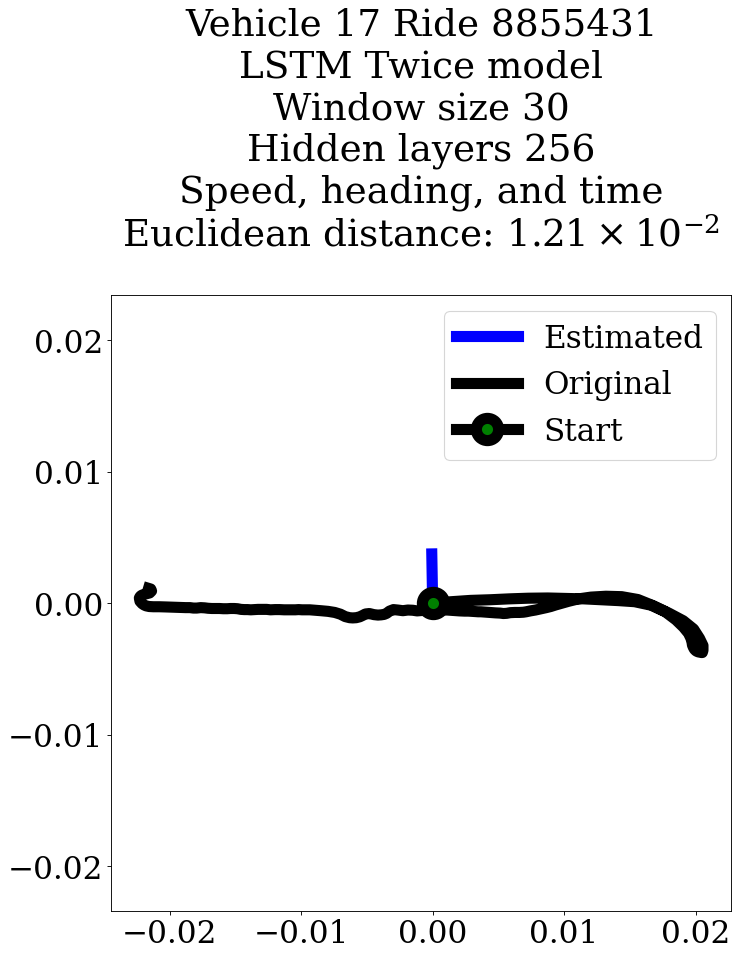 Vehicle 17 Ride 8855431
LSTM Twice model
Window size 30
Hidden layers 256
Speed, heading, and time
Euclidean distance: 1.21 × 10⁻²
Estimated
Original
Start
0.02
0.01
0.00
−0.01
−0.02
−0.02 −0.01 0.00 0.01 0.02